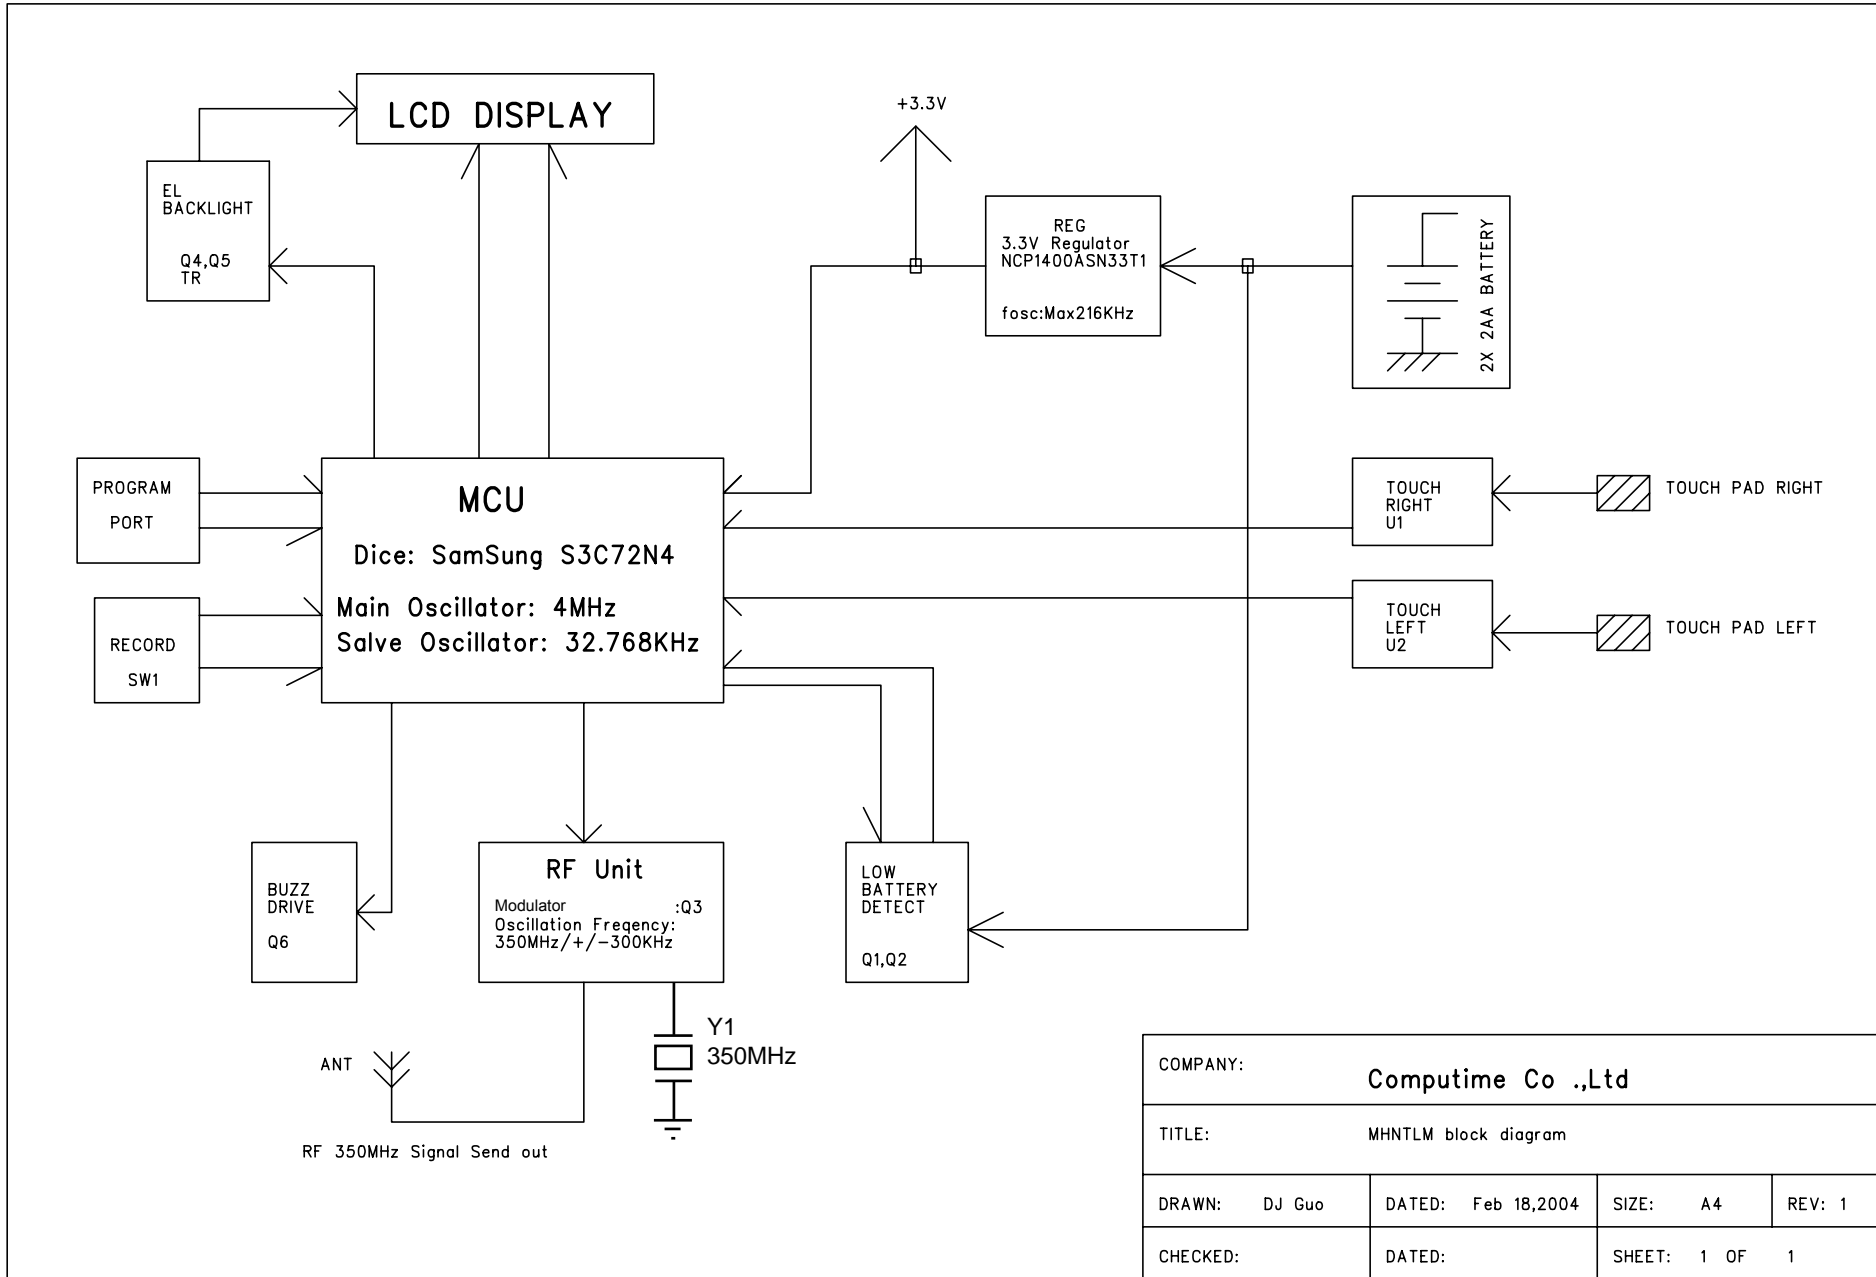 LCD DISPLAY
+3.3V
EL
BACKLIGHT
Q4,Q5
TR
REG
3.3V Regulator
NCP1400ASN33T1
fosc:Max216KHz
2X 2AA BATTERY
PROGRAM
PORT
MCU
Dice: SamSung S3C72N4
Main Oscillator: 4MHz
Salve Oscillator: 32.768KHz
TOUCH
RIGHT
U1
TOUCH PAD RIGHT
RECORD
SW1
TOUCH
LEFT
U2
TOUCH PAD LEFT
BUZZ
DRIVE
Q6
RF Unit
Modulator :Q3
Oscillation Freqency:
350MHz/+/-300KHz
LOW
BATTERY
DETECT
Q1,Q2
Y1
350MHz
ANT
RF 350MHz Signal Send out
COMPANY: Computime Co .,Ltd
TITLE: MHNTLM block diagram
DRAWN: DJ Guo DATED: Feb 18,2004 SIZE: A4 REV: 1
CHECKED: DATED: SHEET: 1 OF 1